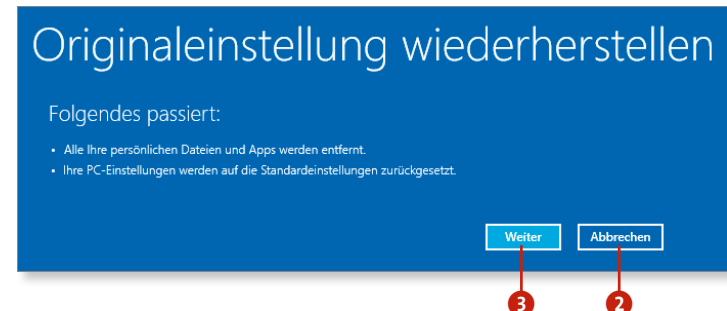 Originaleinstellung wiederherstellen
Folgendes passiert:
• Alle Ihre persönlichen Dateien und Apps werden entfernt.
• Ihre PC-Einstellungen werden auf die Standardeinstellungen zurückgesetzt.
Weiter Abbrechen
3 2